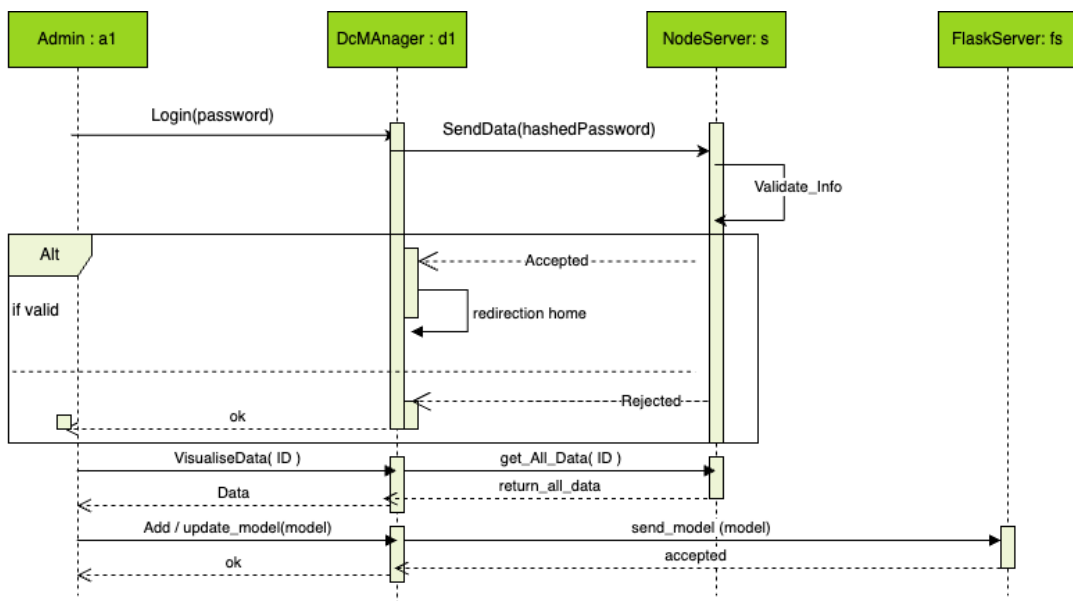 Admin : a1
DcMAnager : d1
NodeServer: s
FlaskServer: fs
Login(password)
SendData(hashedPassword)
Validate_Info
Alt
Accepted
if valid
redirection home
Rejected
ok
VisualiseData( ID )
get_All_Data( ID )
return_all_data
Data
Add / update_model(model)
send_model (model)
accepted
ok